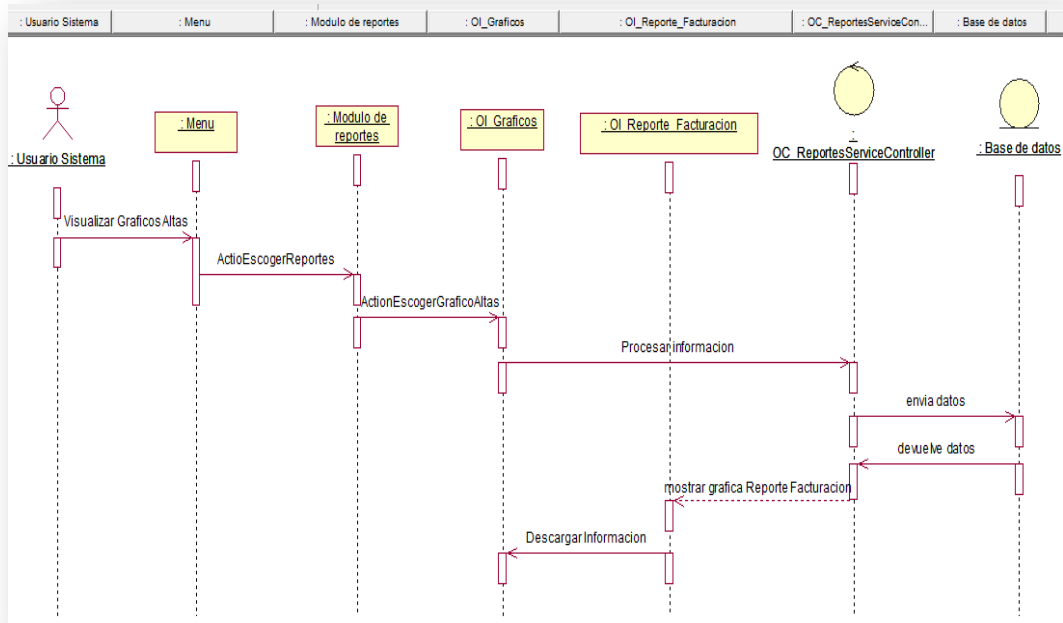 : Usuario Sistema
: Menu
: Modulo de reportes
: OI_Graficos
: OI_Reporte_Facturacion
: OC_ReportesServiceCon...
: Base de datos
: Usuario Sistema
: Menu
: Modulo de
reportes
: OI_Graficos
: OI_Reporte_Facturacion
:
OC_ReportesServiceController
: Base de datos
Visualizar GraficosAltas
ActioEscogerReportes
ActionEscogerGraficoAltas
Procesar informacion
envia datos
devuelve datos
mostrar grafica Reporte Facturacion
Descargar Informacion